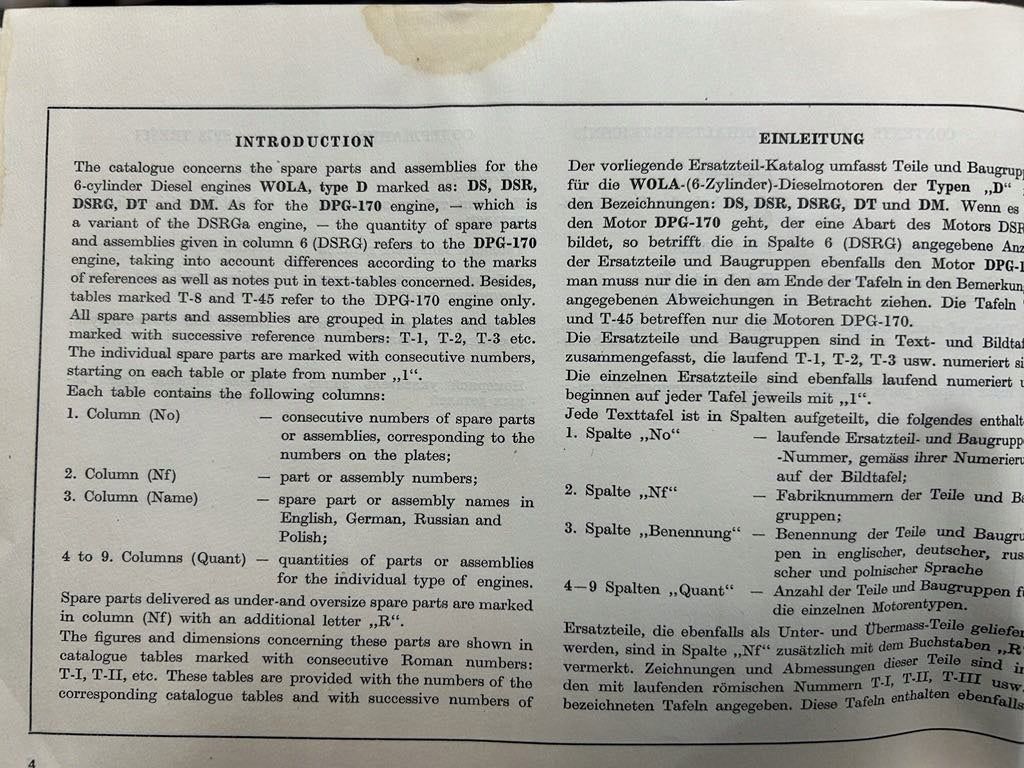 INTRODUCTION
The catalogue concerns the spare parts and assemblies for the
6-cylinder Diesel engines WOLA, type D marked as: DS, DSR,
DSRG, DT and DM. As for the DPG-170 engine, — which is
a variant of the DSRGa engine, — the quantity of spare parts
and assemblies given in column 6 (DSRG) refers to the DPG-170
engine, taking into account differences according to the marks
of references as well as notes put in text-tables concerned. Besides,
tables marked T-8 and T-45 refer to the DPG-170 engine only.
All spare parts and assemblies are grouped in plates and tables
marked with successive reference numbers: T-1, T-2, T-3 etc.
The individual spare parts are marked with consecutive numbers,
starting on each table or plate from number „1“.
Each table contains the following columns:
1. Column (No) — consecutive numbers of spare parts
or assemblies, corresponding to the
numbers on the plates;
2. Column (Nf) — part or assembly numbers;
3. Column (Name) — spare part or assembly names in
English, German, Russian and
Polish;
4 to 9. Columns (Quant) — quantities of parts or assemblies
for the individual type of engines.
Spare parts delivered as under-and oversize spare parts are marked
in column (Nf) with an additional letter „R“.
The figures and dimensions concerning these parts are shown in
catalogue tables marked with consecutive Roman numbers:
T-I, T-II, etc. These tables are provided with the numbers of the
corresponding catalogue tables and with successive numbers of
EINLEITUNG
Der vorliegende Ersatzteil-Katalog umfasst Teile und Baugrup
für die WOLA-(6-Zylinder)-Dieselmotoren der Typen „D“
den Bezeichnungen: DS, DSR, DSRG, DT und DM. Wenn es
den Motor DPG-170 geht, der eine Abart des Motors DSR
bildet, so betrifft die in Spalte 6 (DSRG) angegebene Anz
der Ersatzteile und Baugruppen ebenfalls den Motor DPG-1
man muss nur die in den am Ende der Tafeln in den Bemerkun
angegebenen Abweichungen in Betracht ziehen. Die Tafeln
und T-45 betreffen nur die Motoren DPG-170.
Die Ersatzteile und Baugruppen sind in Text- und Bildtaf
zusammengefasst, die laufend T-1, T-2, T-3 usw. numeriert si
Die einzelnen Ersatzteile sind ebenfalls laufend numeriert u
beginnen auf jeder Tafel jeweils mit „1“.
Jede Texttafel ist in Spalten aufgeteilt, die folgendes enthalt
1. Spalte „No“ — laufende Ersatzteil- und Baugrupp
-Nummer, gemäss ihrer Numerieru
auf der Bildtafel;
2. Spalte „Nf“ — Fabriknummern der Teile und Ba
gruppen;
3. Spalte „Benennung“ — Benennung der Teile und Baugru
pen in englischer, deutscher, rus
scher und polnischer Sprache
4—9 Spalten „Quant“ — Anzahl der Teile und Baugruppen f
die einzelnen Motorentypen.
Ersatzteile, die ebenfalls als Unter- und Übermass-Teile geliefer
werden, sind in Spalte „Nf“ zusätzlich mit dem Buchstaben „R“
vermerkt. Zeichnungen und Abmessungen dieser Teile sind in
den mit laufenden römischen Nummern T-I, T-II, T-III usw.
bezeichneten Tafeln angegeben. Diese Tafeln enthalten ebenfalls
4